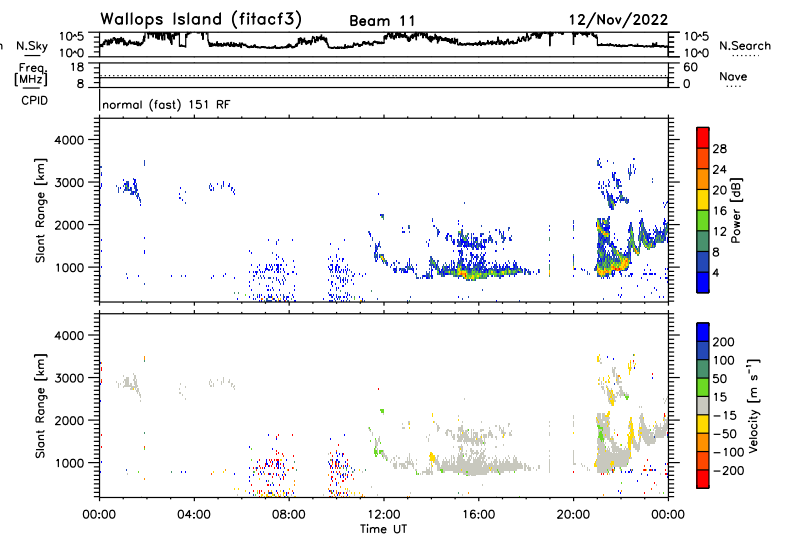 Wallops Island (fitacf3) Beam 11 12/Nov/2022
n N.Sky 10^5 10^0 10^5 10^0 N.Search
Freq. [MHz] 18 8 60 0 Nave
CPID normal (fast) 151 RF
Slant Range [km] 4000 3000 2000 1000
Power [dB] 28 24 20 16 12 8 4
Slant Range [km] 4000 3000 2000 1000
Velocity [m s⁻¹] 200 100 50 15 −15 −50 −100 −200
00:00 04:00 08:00 12:00 16:00 20:00 00:00
Time UT